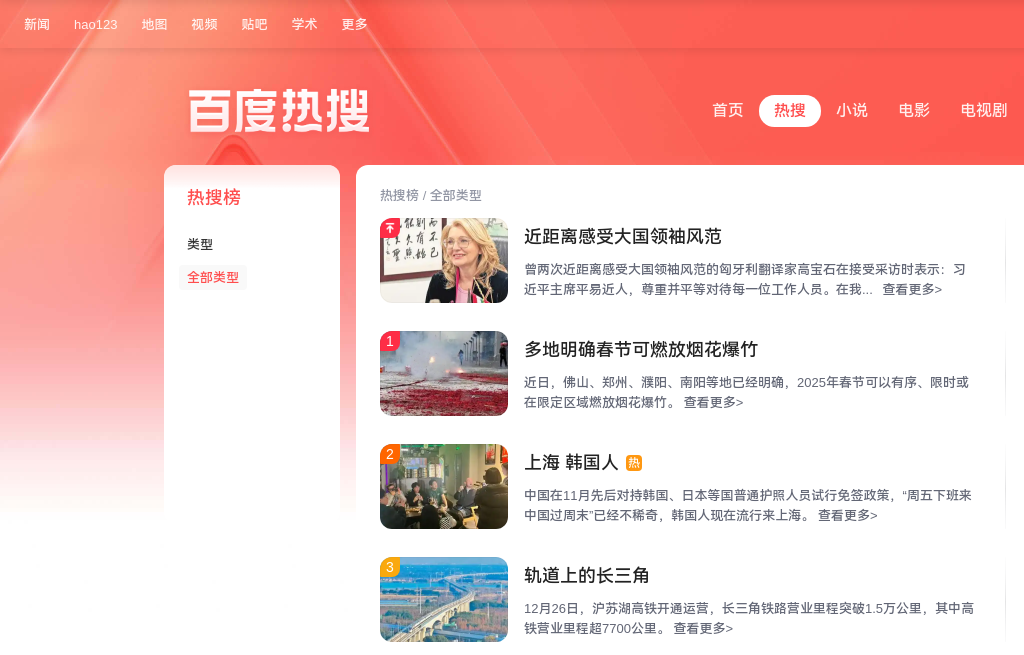 新闻 hao123 地图 视频 贴吧 学术 更多
百度热搜
首页 热搜 小说 电影 电视剧
热搜榜
类型
全部类型
热搜榜 / 全部类型
近距离感受大国领袖风范
曾两次近距离感受大国领袖风范的匈牙利翻译家高宝石在接受采访时表示：习
近平主席平易近人，尊重并平等对待每一位工作人员。在我... 查看更多>
1
多地明确春节可燃放烟花爆竹
近日，佛山、郑州、濮阳、南阳等地已经明确，2025年春节可以有序、限时或
在限定区域燃放烟花爆竹。 查看更多>
2
上海 韩国人 热
中国在11月先后对持韩国、日本等国普通护照人员试行免签政策，“周五下班来
中国过周末”已经不稀奇，韩国人现在流行来上海。 查看更多>
3
轨道上的长三角
12月26日，沪苏湖高铁开通运营，长三角铁路营业里程突破1.5万公里，其中高
铁营业里程超7700公里。 查看更多>